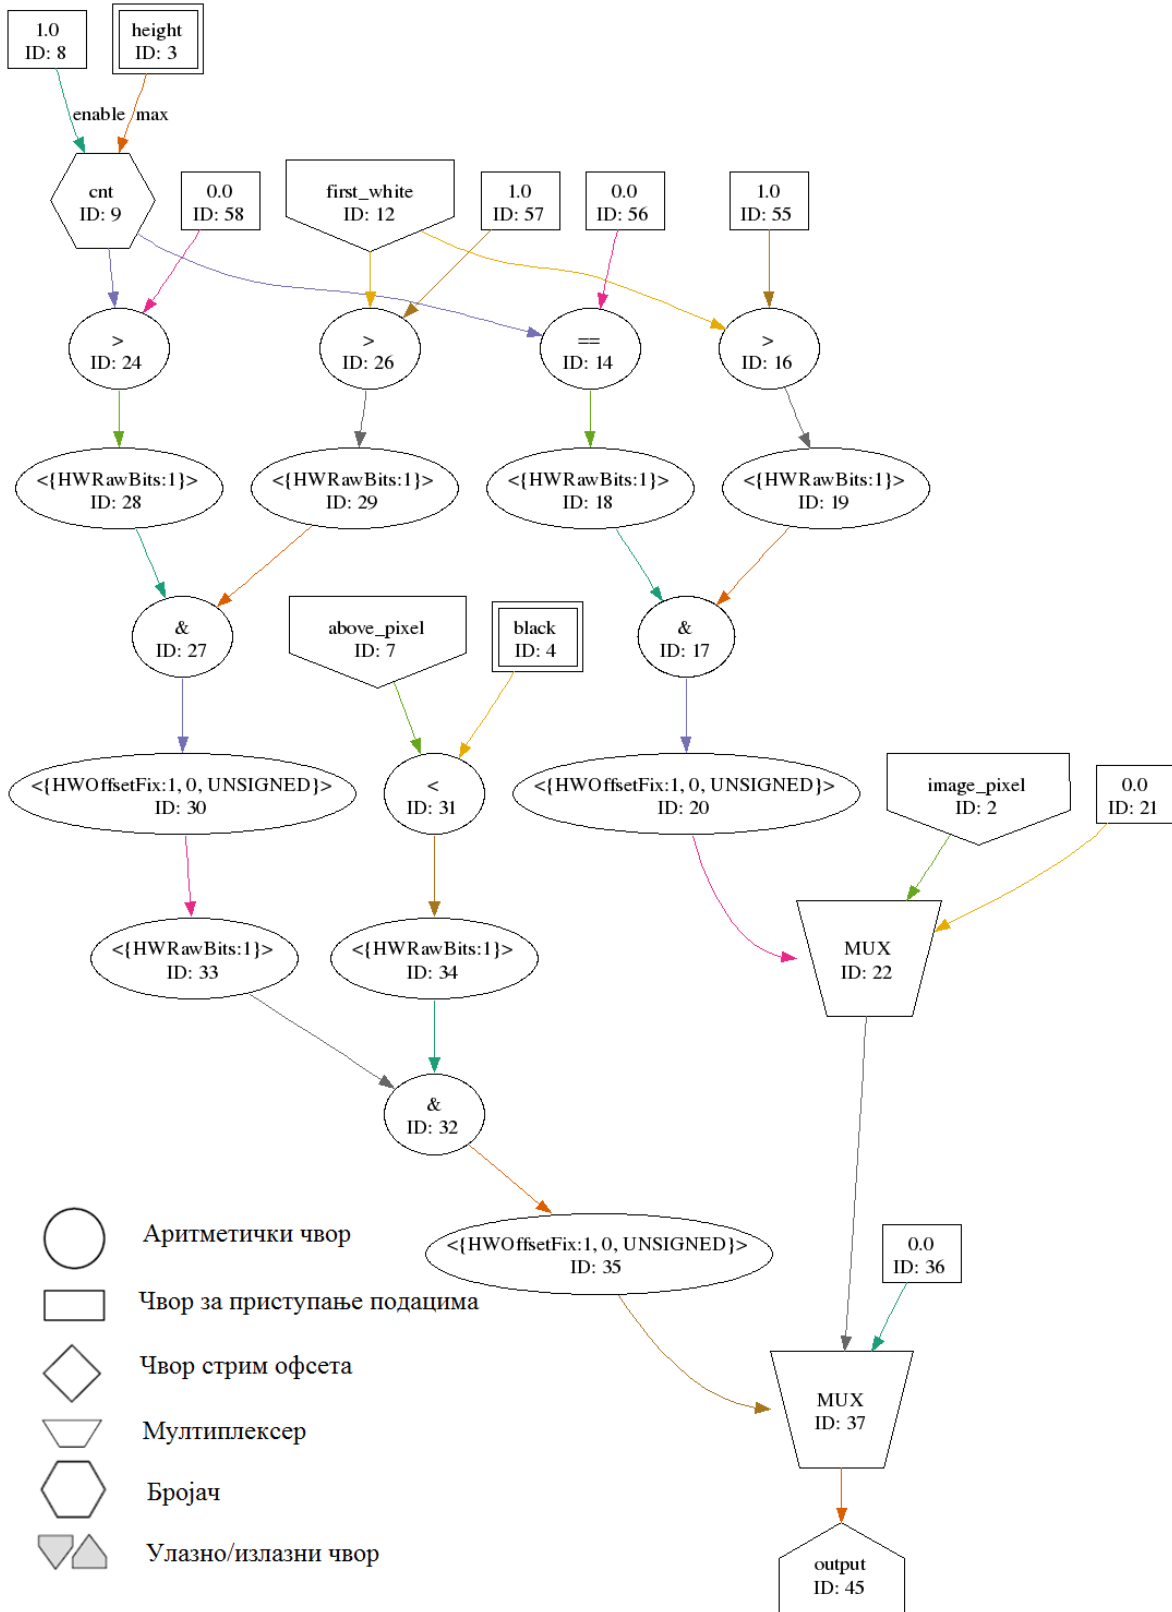 1.0
ID: 8
height
ID: 3
enable
max
cnt
ID: 9
0.0
ID: 58
first_white
ID: 12
1.0
ID: 57
0.0
ID: 56
1.0
ID: 55
>
ID: 24
>
ID: 26
==
ID: 14
>
ID: 16
<{HWRawBits:1}>
ID: 28
<{HWRawBits:1}>
ID: 29
<{HWRawBits:1}>
ID: 18
<{HWRawBits:1}>
ID: 19
&
ID: 27
above_pixel
ID: 7
black
ID: 4
&
ID: 17
<{HWOffsetFix:1, 0, UNSIGNED}>
ID: 30
<
ID: 31
<{HWOffsetFix:1, 0, UNSIGNED}>
ID: 20
image_pixel
ID: 2
0.0
ID: 21
<{HWRawBits:1}>
ID: 33
<{HWRawBits:1}>
ID: 34
MUX
ID: 22
&
ID: 32
<{HWOffsetFix:1, 0, UNSIGNED}>
ID: 35
0.0
ID: 36
MUX
ID: 37
output
ID: 45
Аритметички чвор
Чвор за приступање подацима
Чвор стрим офсета
Мултиплексер
Бројач
Улазно/излазни чвор